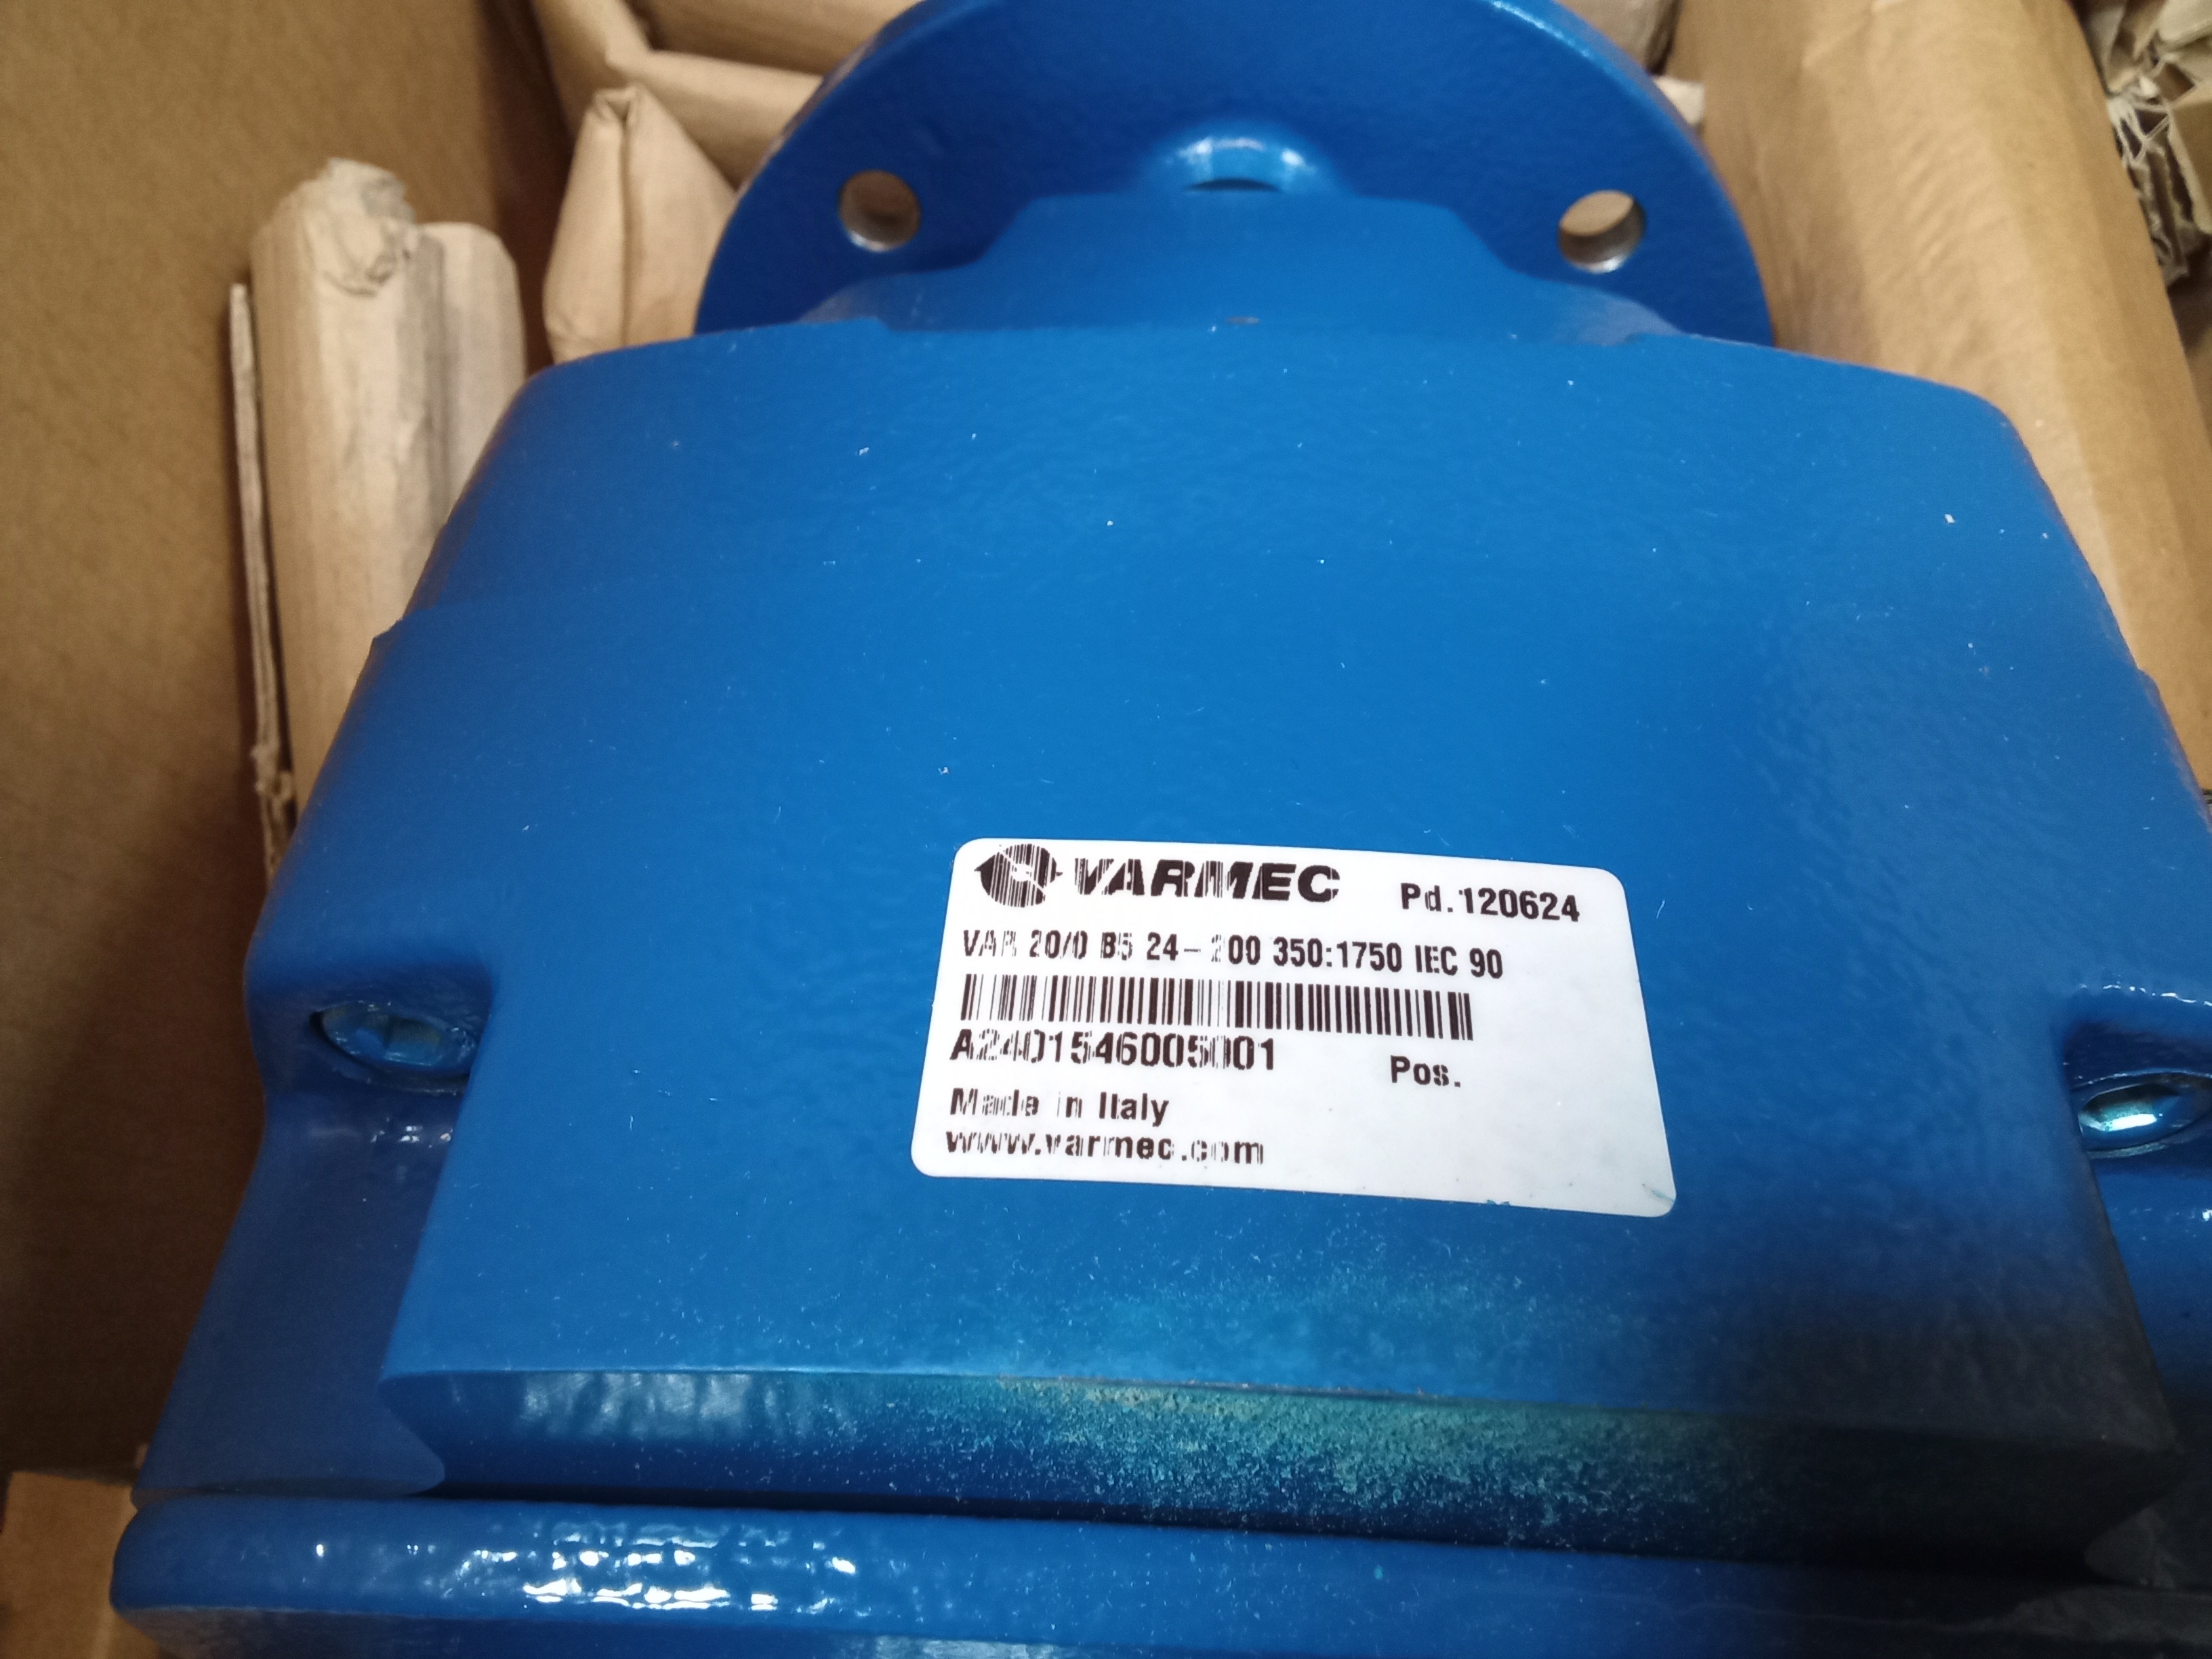 VARMEC Pd.120624
VAR 20/0 B5 24-200 350:1750 IEC 90
A2401546005001 Pos.
Made in Italy
www.varmec.com